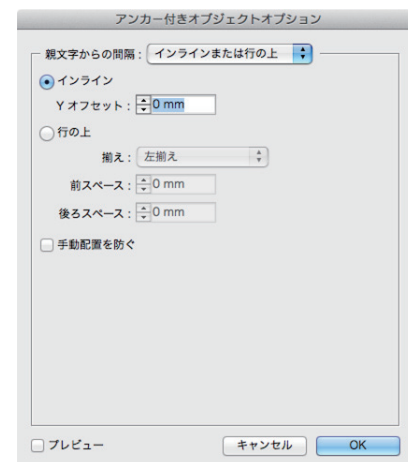 アンカー付きオブジェクトオプション
親文字からの間隔： インラインまたは行の上
インライン
Y オフセット： 0 mm
行の上
揃え： 左揃え
前スペース： 0 mm
後ろスペース： 0 mm
手動配置を防ぐ
プレビュー キャンセル OK